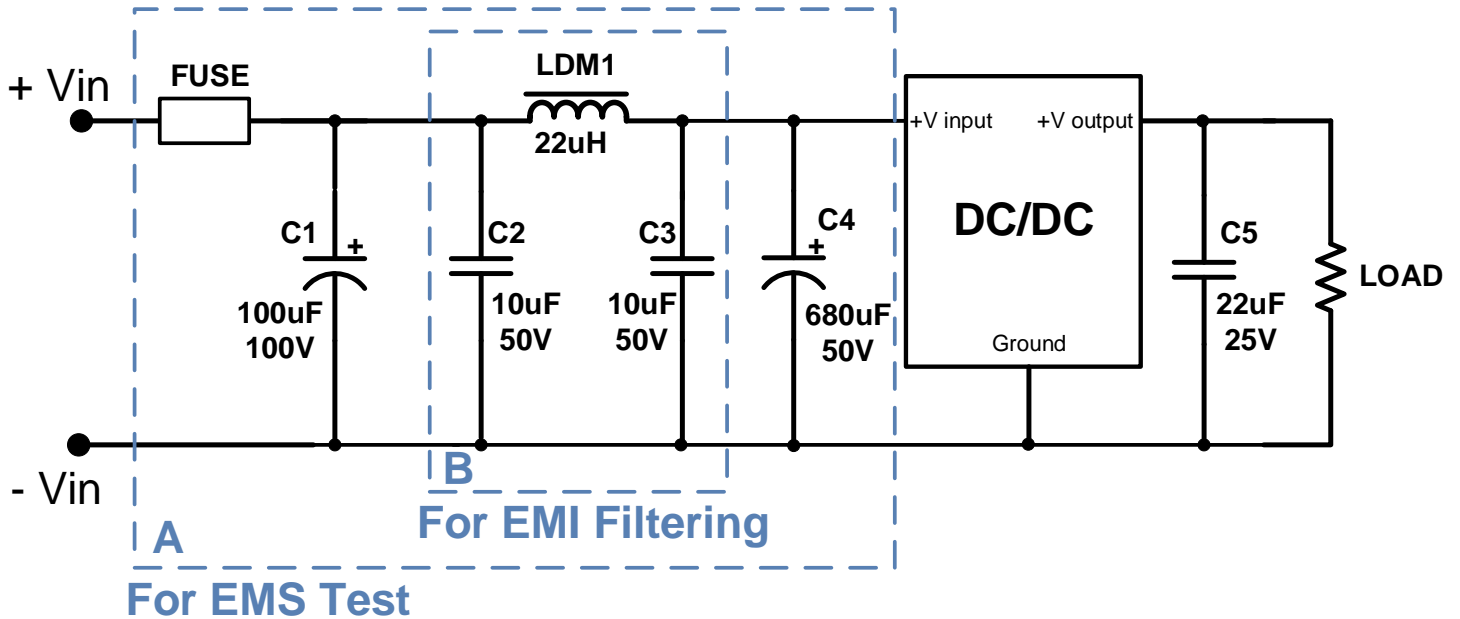 + Vin
FUSE
LDM1
22uH
+V input
+V output
DC/DC
Ground
C1
+
100uF
100V
C2
10uF
50V
C3
10uF
50V
C4
+
680uF
50V
C5
22uF
25V
LOAD
- Vin
B
For EMI Filtering
A
For EMS Test